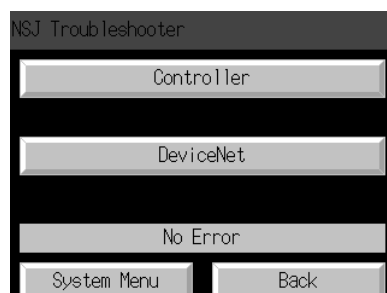 NSJ Troubleshooter
Controller
DeviceNet
No Error
System Menu
Back